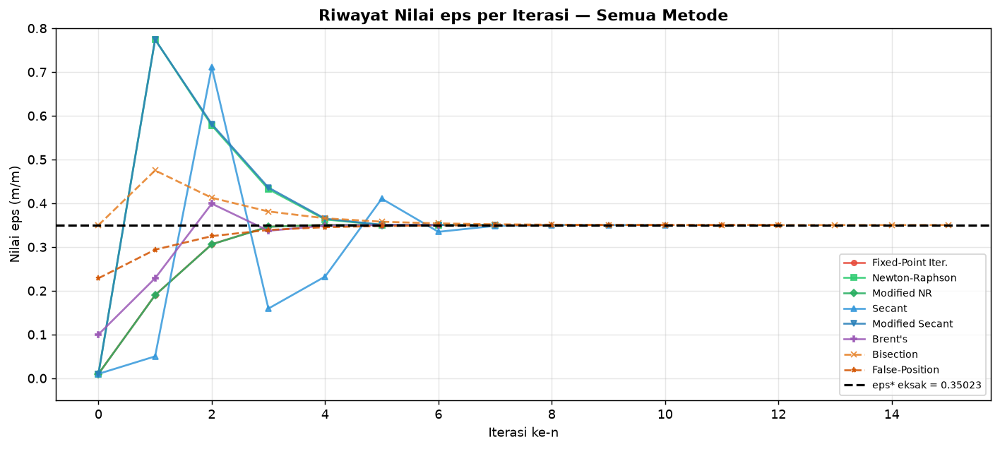 Riwayat Nilai eps per Iterasi — Semua Metode
Nilai eps (m/m)
0.8
0.7
0.6
0.5
0.4
0.3
0.2
0.1
0.0
Fixed-Point Iter.
Newton-Raphson
Modified NR
Secant
Modified Secant
Brent's
Bisection
False-Position
eps* eksak = 0.35023
0 2 4 6 8 10 12 14
Iterasi ke-n